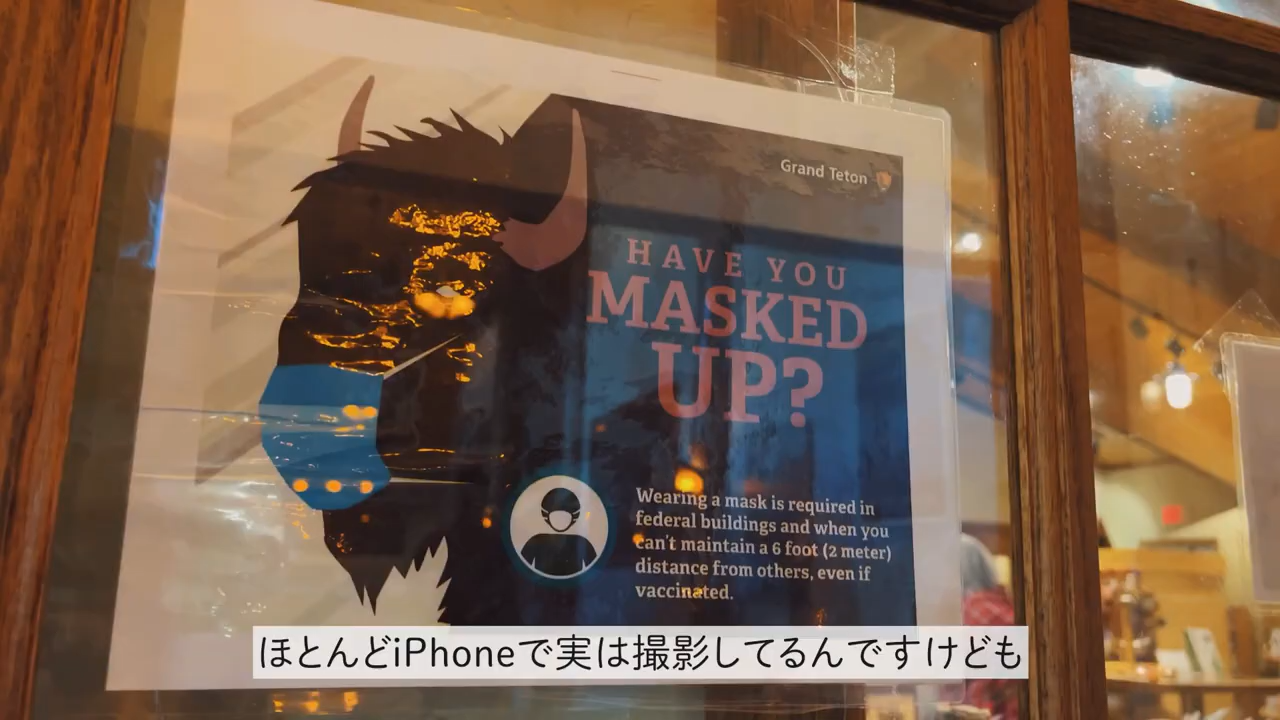 Grand Teton
HAVE YOU
MASKED
UP?
Wearing a mask is required in
federal buildings and when you
can't maintain a 6 foot (2 meter)
distance from others, even if
vaccinated.
ほとんどiPhoneで実は撮影してるんですけども